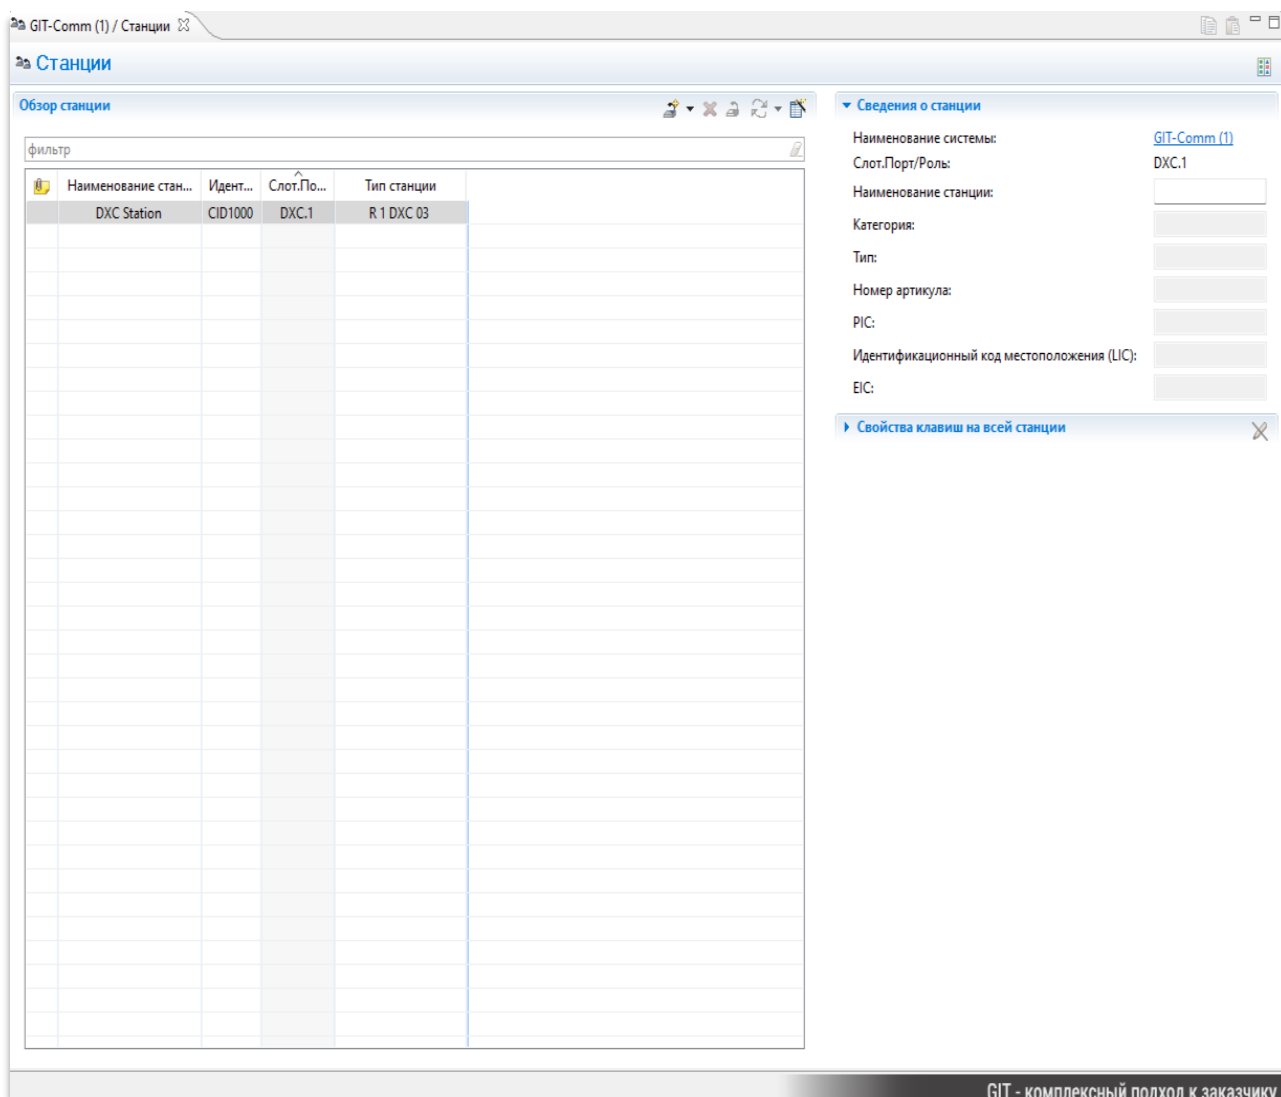 GIT-Comm (1) / Станции
Станции
Обзор станции
фильтр
Наименование стан... Идент... Слот.По... Тип станции
DXC Station CID1000 DXC.1 R 1 DXC 03
Сведения о станции
Наименование системы: GIT-Comm (1)
Слот.Порт/Роль: DXC.1
Наименование станции:
Категория:
Тип:
Номер артикула:
PIC:
Идентификационный код местоположения (LIC):
EIC:
Свойства клавиш на всей станции
GIT - комплексный подход к заказчику